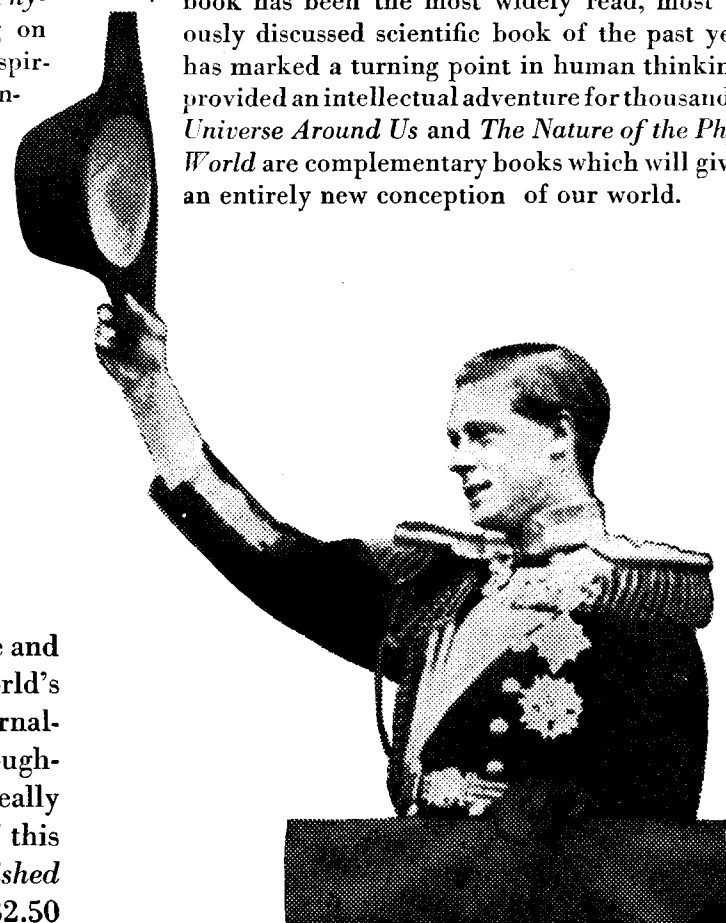 ny-
on
spir-
n-
book has been the most widely read, most
ously discussed scientific book of the past ye
has marked a turning point in human thinkin
provided an intellectual adventure for thousand
Universe Around Us and The Nature of the Ph
World are complementary books which will giv
an entirely new conception of our world.
e and
rld's
rnal-
ugh-
eally
this
shed
$2.50